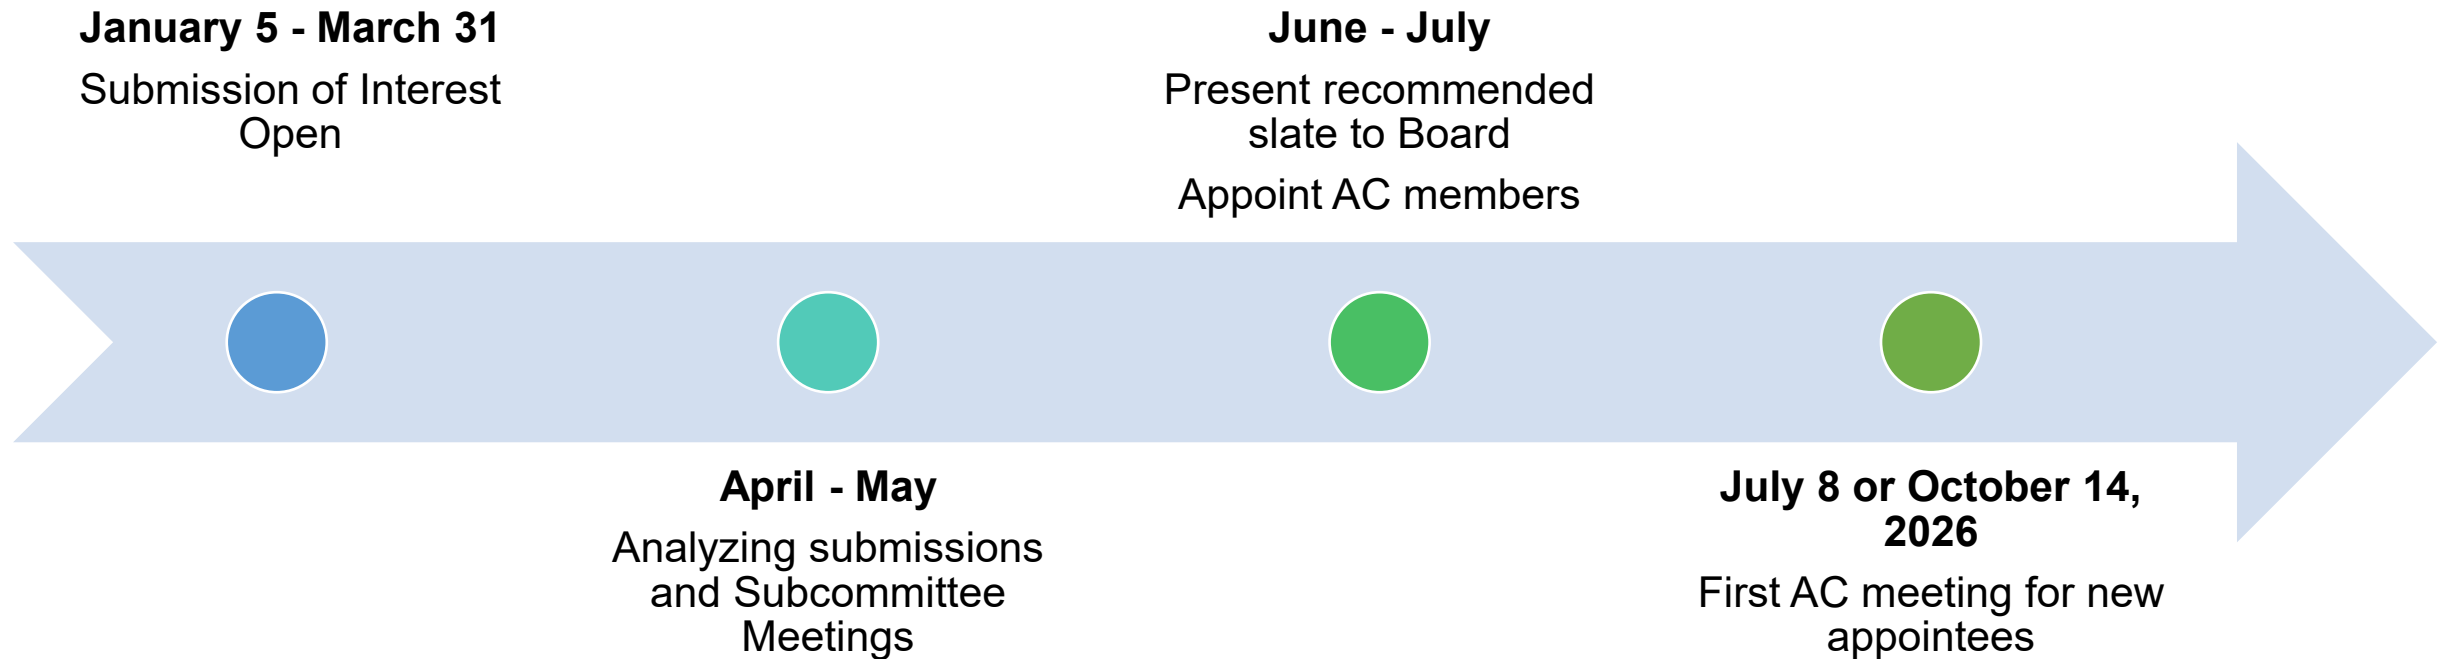 January 5 - March 31
Submission of Interest
Open
April - May
Analyzing submissions
and Subcommittee
Meetings
June - July
Present recommended
slate to Board
Appoint AC members
July 8 or October 14,
2026
First AC meeting for new
appointees